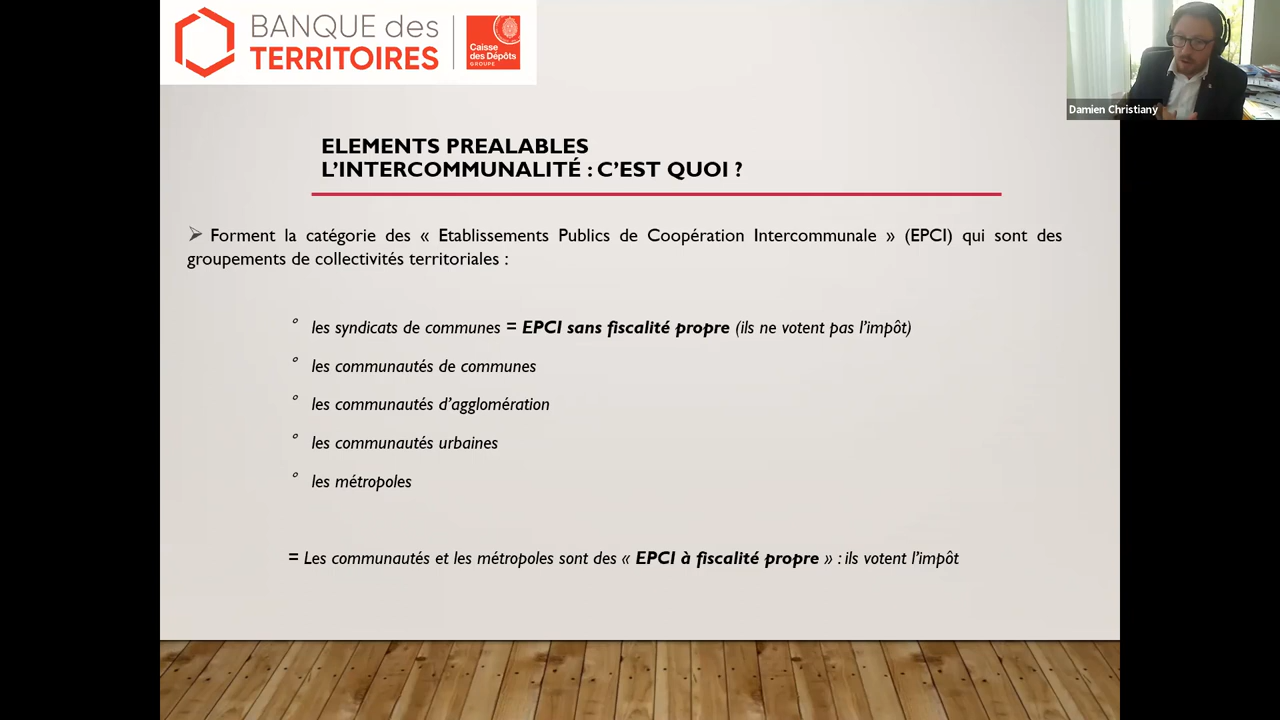 BANQUE des
TERRITOIRES
Caisse
des Dépôts
GROUPE
Damien Christiany
ELEMENTS PREALABLES
L’INTERCOMMUNALITÉ : C’EST QUOI ?
Forment la catégorie des « Etablissements Publics de Coopération Intercommunale » (EPCI) qui sont des
groupements de collectivités territoriales :
° les syndicats de communes = EPCI sans fiscalité propre (ils ne votent pas l’impôt)
° les communautés de communes
° les communautés d’agglomération
° les communautés urbaines
° les métropoles
= Les communautés et les métropoles sont des « EPCI à fiscalité propre » : ils votent l’impôt